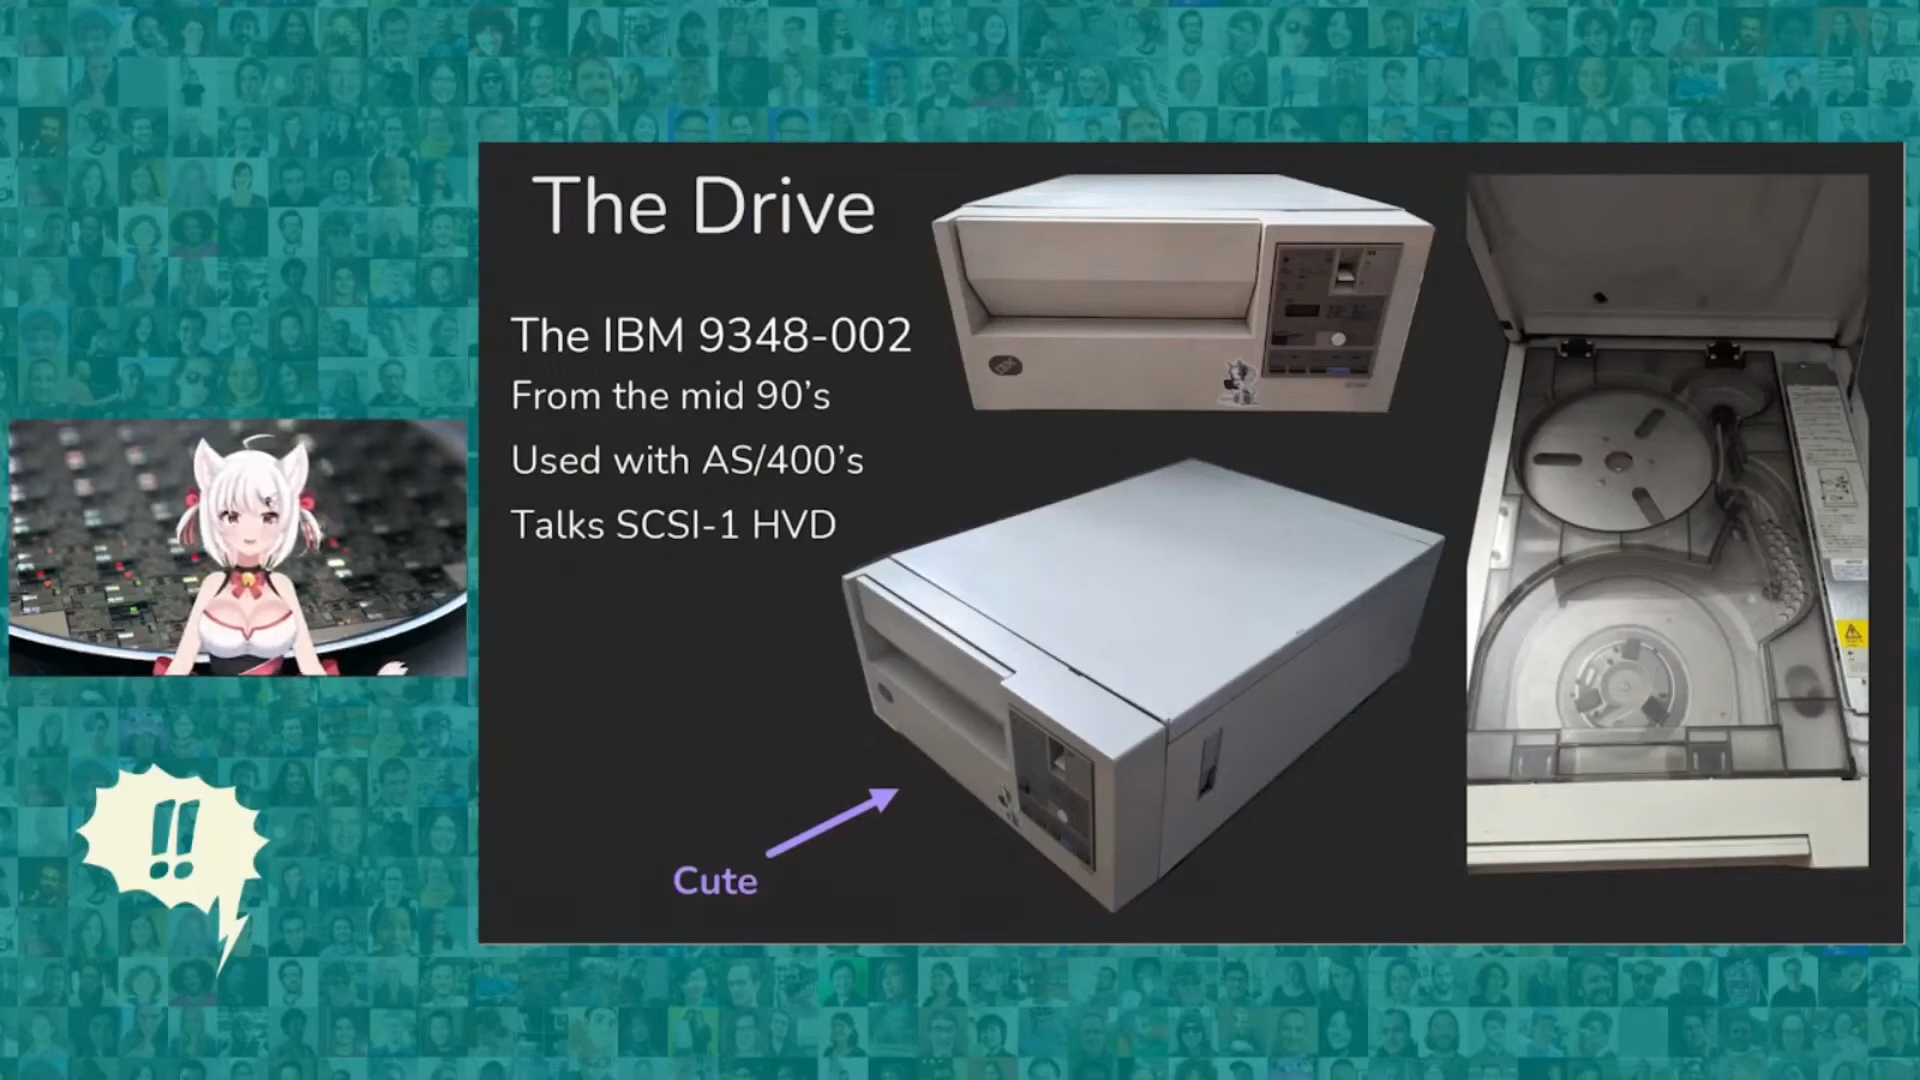 The Drive
The IBM 9348-002
From the mid 90's
Used with AS/400's
Talks SCSI-1 HVD
Cute
IBM
!!